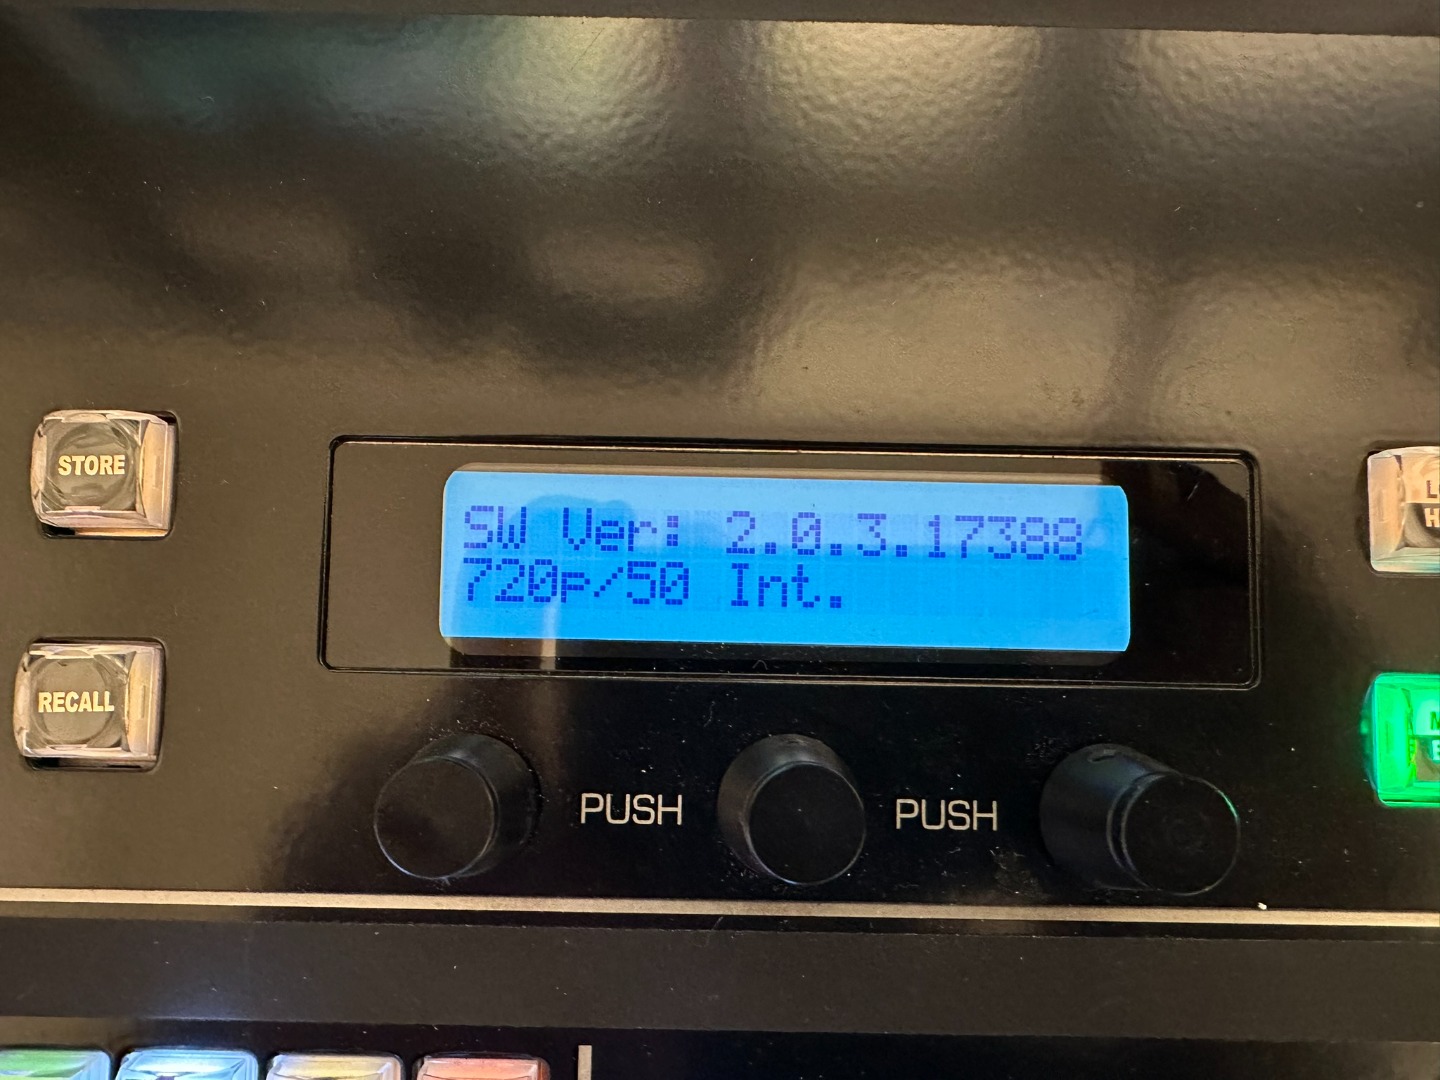 STORE
SW Ver: 2.0.3.17388
720p/50 Int.
RECALL
PUSH PUSH